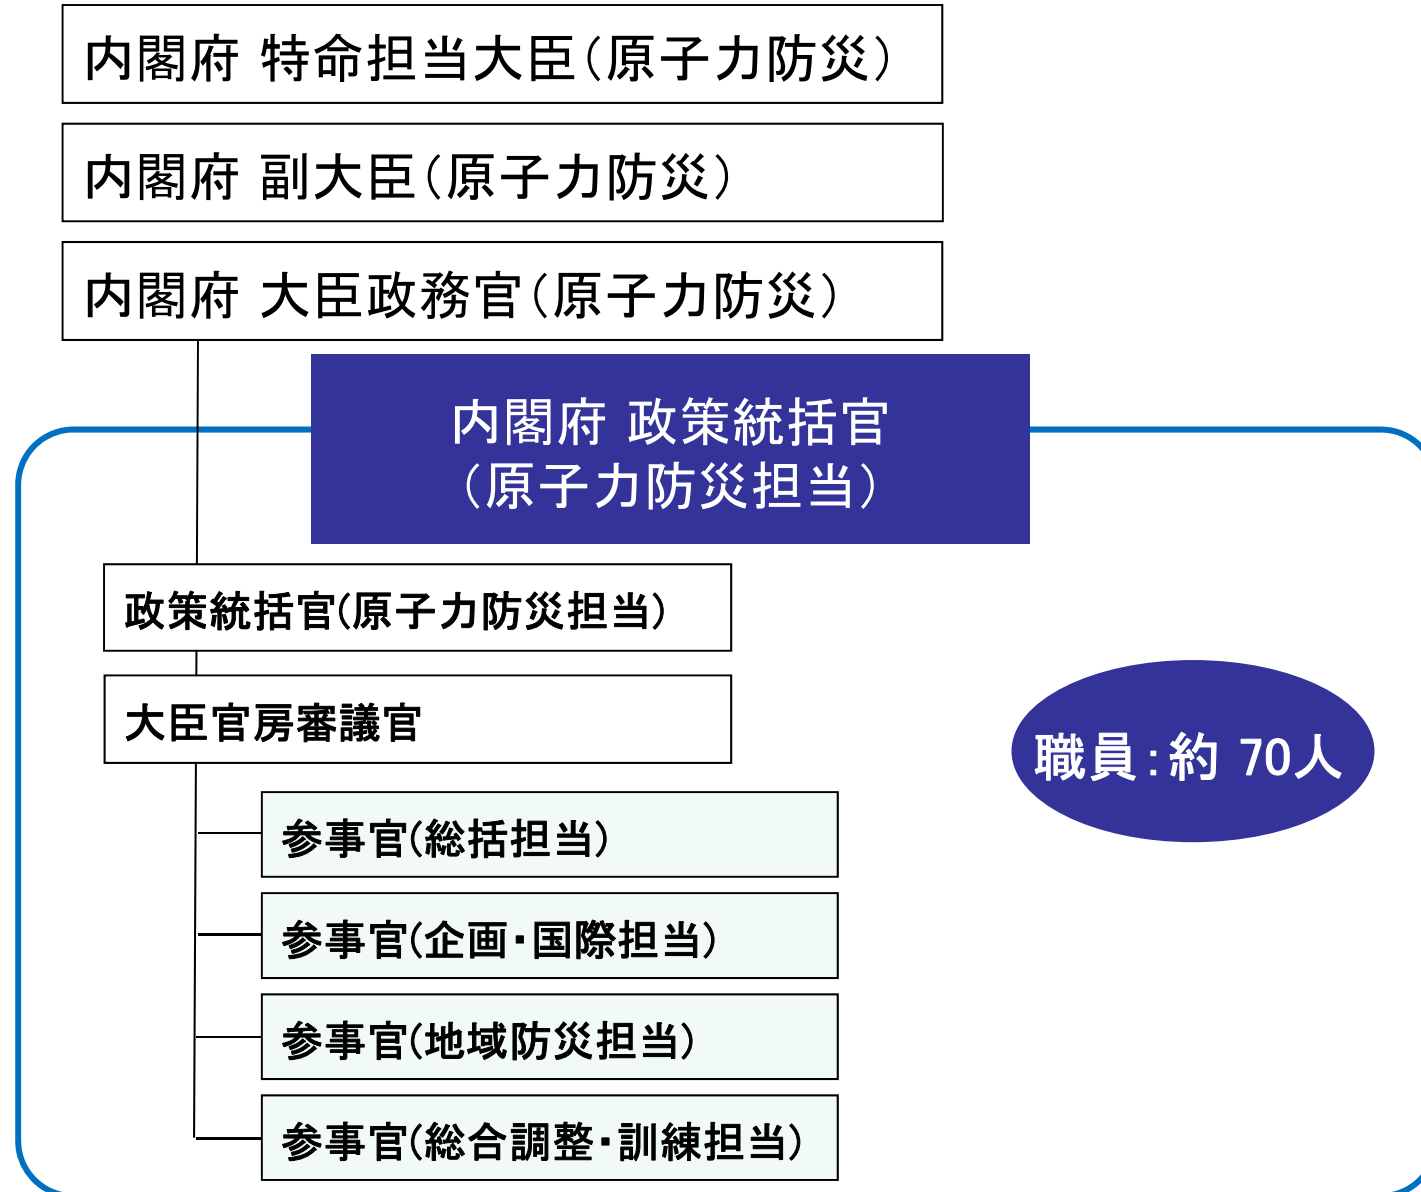 内閣府 特命担当大臣(原子力防災)
内閣府 副大臣(原子力防災)
内閣府 大臣政務官(原子力防災)
内閣府 政策統括官
(原子力防災担当)
政策統括官(原子力防災担当)
大臣官房審議官
職員:約 70人
参事官(総括担当)
参事官(企画・国際担当)
参事官(地域防災担当)
参事官(総合調整・訓練担当)